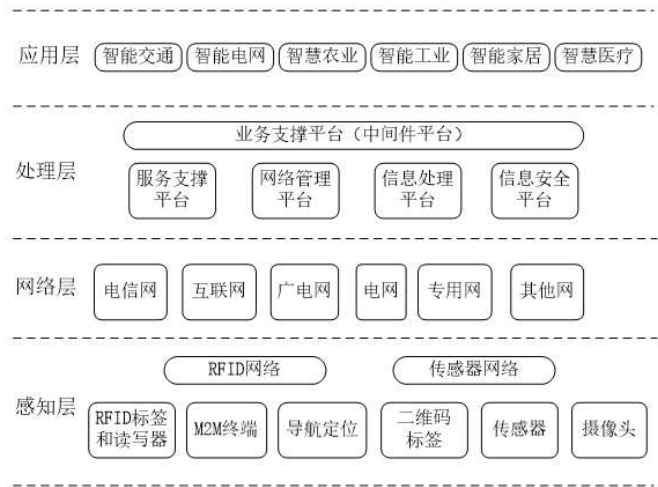 应用层 智能交通 智能电网 智慧农业 智能工业 智能家居 智慧医疗
业务支撑平台（中间件平台）
处理层
服务支撑
平台
网络管理
平台
信息处理
平台
信息安全
平台
网络层 电信网 互联网 广电网 电网 专用网 其他网
RFID网络 传感器网络
感知层
RFID标签
和读写器
M2M终端
导航定位
二维码
标签
传感器
摄像头